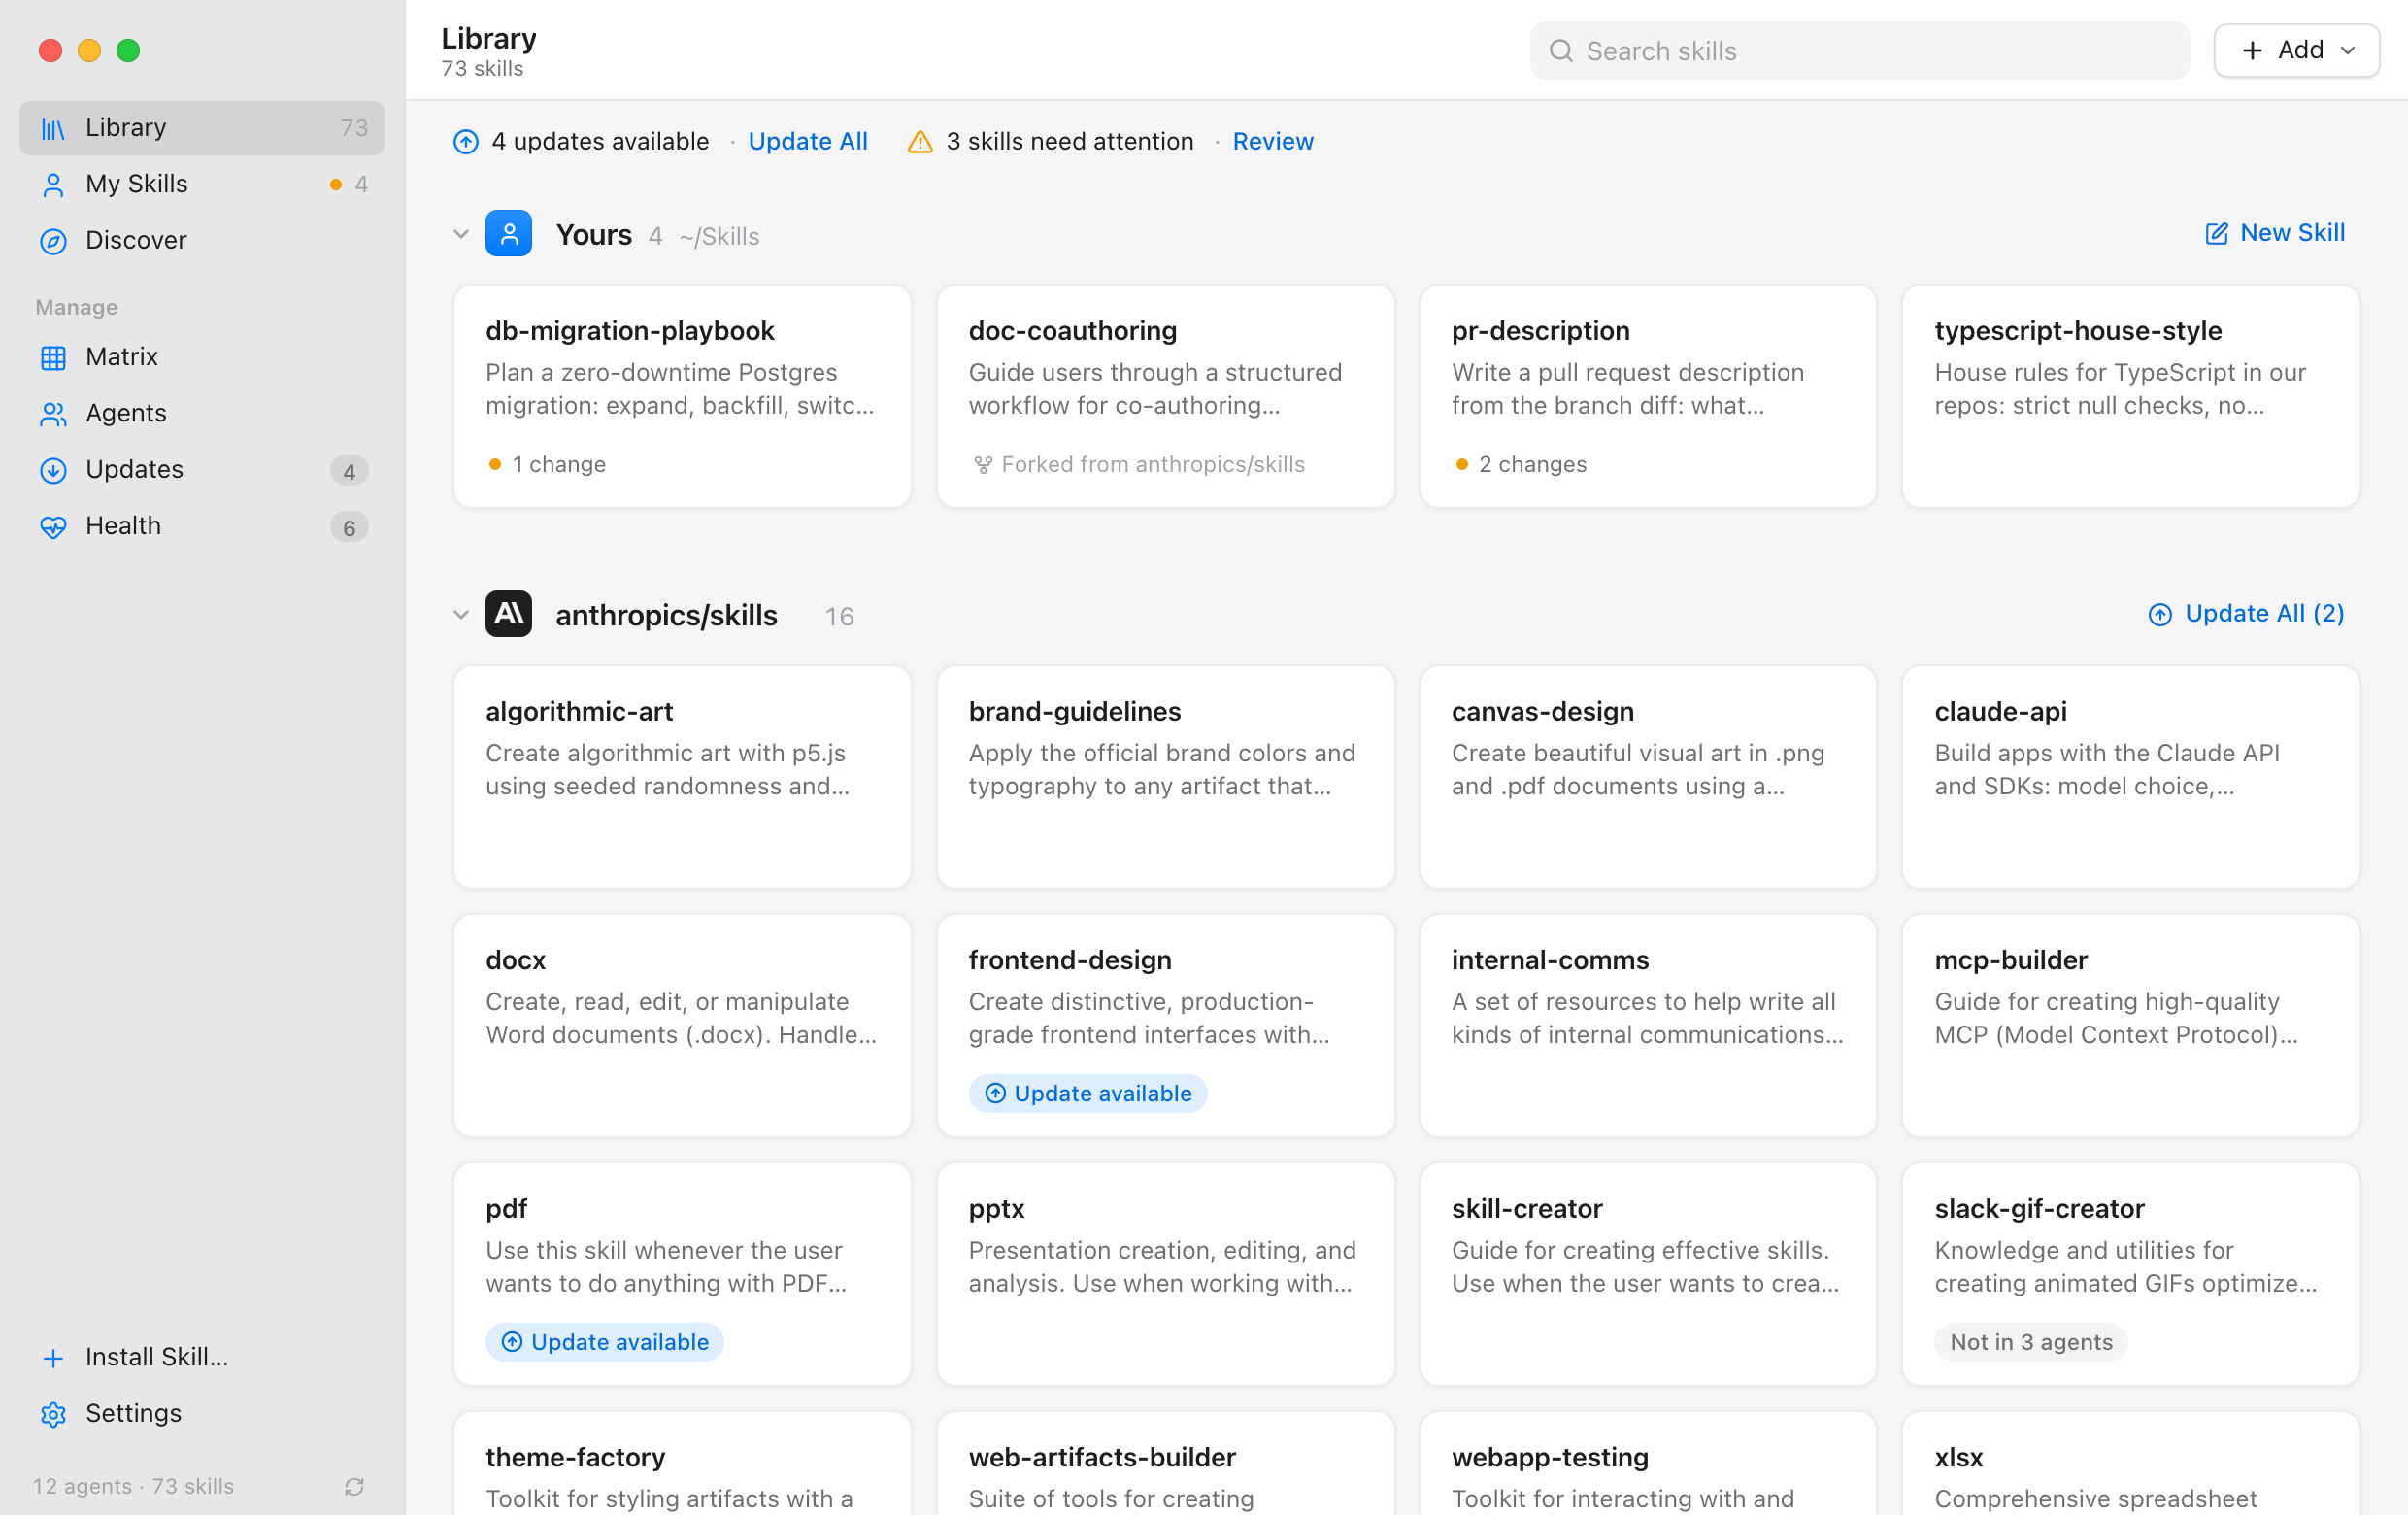 Library
73 skills
Search skills
Add
Library 73
My Skills 4
Discover
Manage
Matrix
Agents
Updates 4
Health 6
Install Skill...
Settings
12 agents · 73 skills
4 updates available · Update All
3 skills need attention · Review
Yours 4 ~/Skills
New Skill
db-migration-playbook
Plan a zero-downtime Postgres
migration: expand, backfill, switc...
1 change
doc-coauthoring
Guide users through a structured
workflow for co-authoring...
Forked from anthropics/skills
pr-description
Write a pull request description
from the branch diff: what...
2 changes
typescript-house-style
House rules for TypeScript in our
repos: strict null checks, no...
anthropics/skills 16
Update All (2)
algorithmic-art
Create algorithmic art with p5.js
using seeded randomness and...
brand-guidelines
Apply the official brand colors and
typography to any artifact that...
canvas-design
Create beautiful visual art in .png
and .pdf documents using a...
claude-api
Build apps with the Claude API
and SDKs: model choice,...
docx
Create, read, edit, or manipulate
Word documents (.docx). Handle...
frontend-design
Create distinctive, production-
grade frontend interfaces with...
Update available
internal-comms
A set of resources to help write all
kinds of internal communications...
mcp-builder
Guide for creating high-quality
MCP (Model Context Protocol)...
pdf
Use this skill whenever the user
wants to do anything with PDF...
Update available
pptx
Presentation creation, editing, and
analysis. Use when working with...
skill-creator
Guide for creating effective skills.
Use when the user wants to crea...
slack-gif-creator
Knowledge and utilities for
creating animated GIFs optimize...
Not in 3 agents
theme-factory
Toolkit for styling artifacts with a
web-artifacts-builder
Suite of tools for creating
webapp-testing
Toolkit for interacting with and
xlsx
Comprehensive spreadsheet